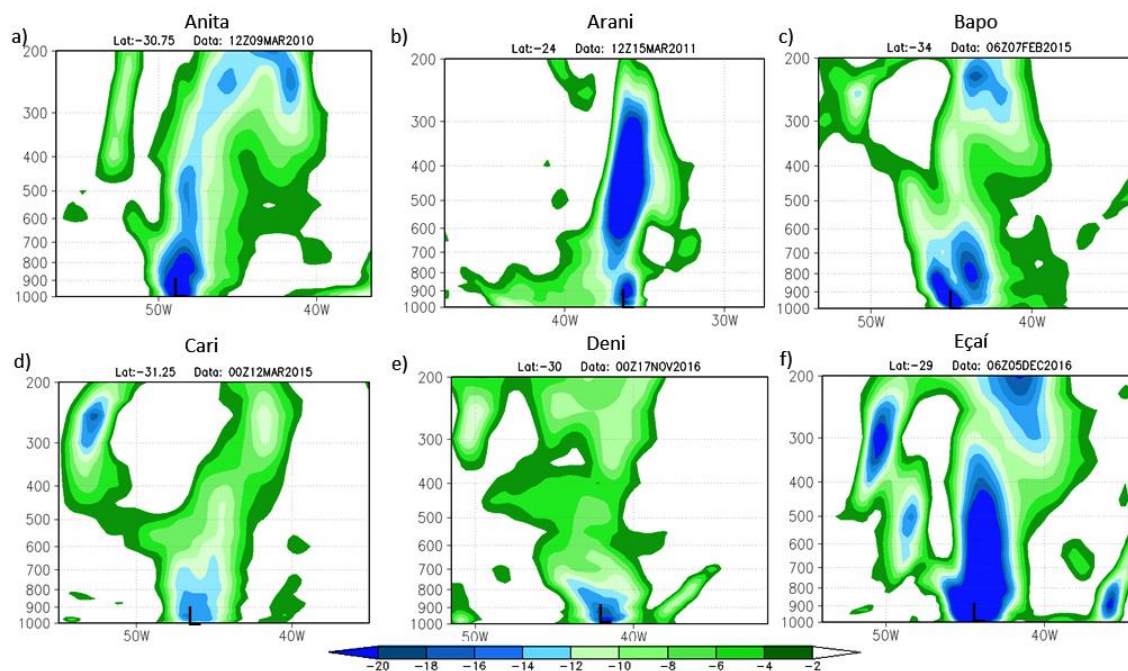 Anita
a)
Lat:-30.75 Data: 12Z09MAR2010
200
300
400
500
600
700
800
900
1000
50W 40W
Arani
b)
Lat:-24 Data: 12Z15MAR2011
200
300
400
500
600
700
800
900
1000
40W 30W
Bapo
c)
Lat:-34 Data: 06Z07FEB2015
200
300
400
500
600
700
800
900
1000
50W 40W
Cari
d)
Lat:-31.25 Data: 00Z12MAR2015
200
300
400
500
600
700
800
900
1000
50W 40W
Deni
e)
Lat:-30 Data: 00Z17NOV2016
200
300
400
500
600
700
800
900
1000
50W 40W
Eçaí
f)
Lat:-29 Data: 06Z05DEC2016
200
300
400
500
600
700
800
900
1000
50W 40W
-20 -18 -16 -14 -12 -10 -8 -6 -4 -2